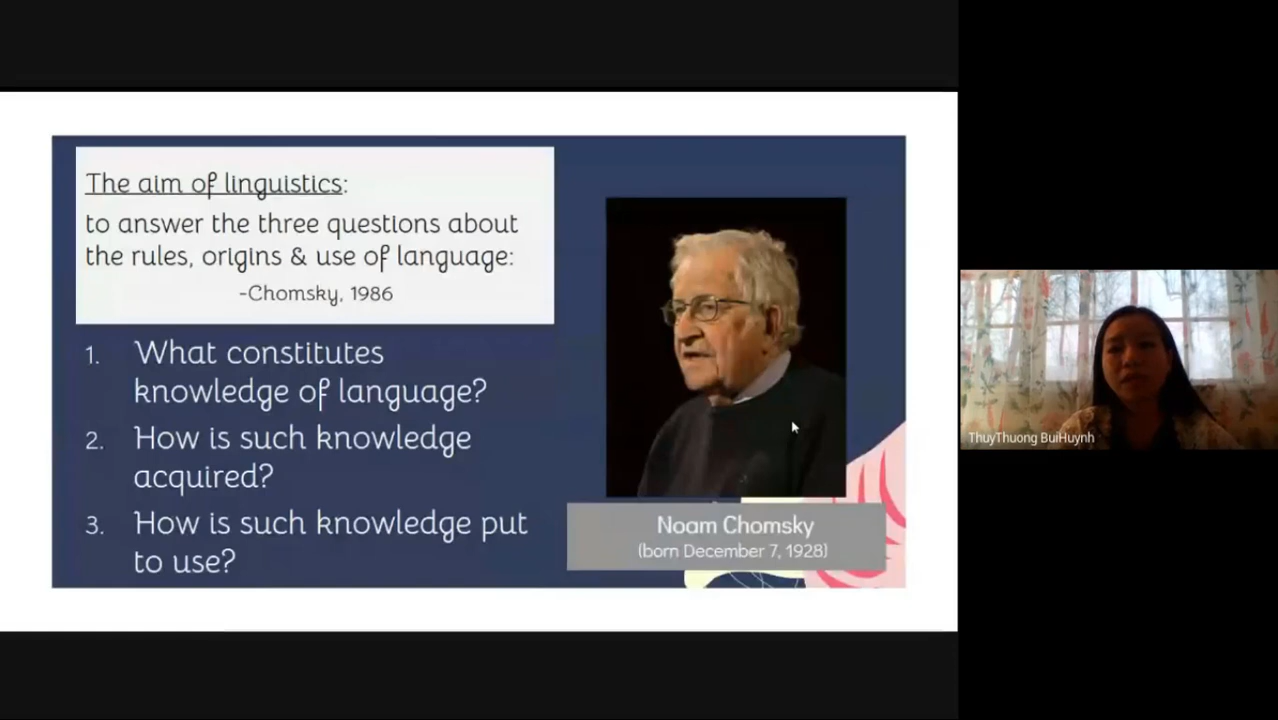 The aim of linguistics:
to answer the three questions about
the rules, origins & use of language:
-Chomsky, 1986
1. What constitutes
knowledge of language?
2. How is such knowledge
acquired?
3. How is such knowledge put
to use?
Noam Chomsky
(born December 7, 1928)
ThuyThuong BuiHuynh